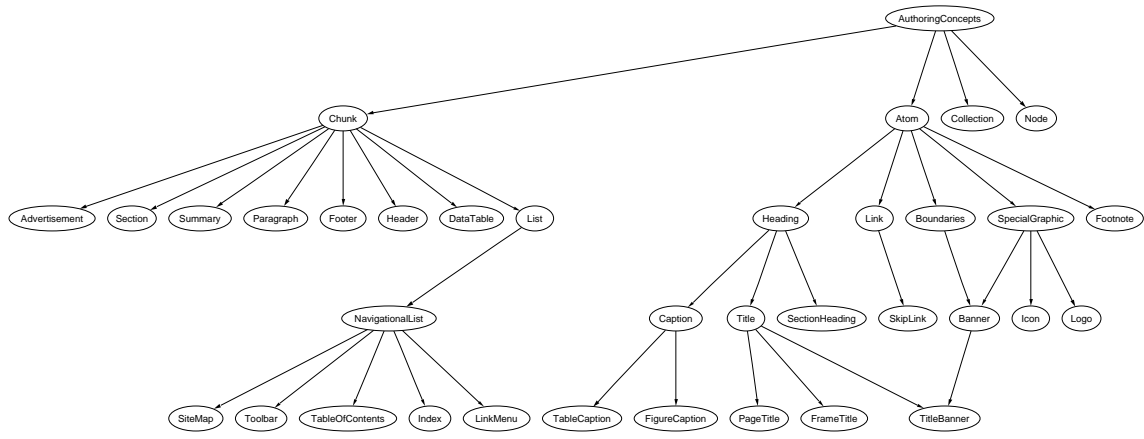 AuthoringConcepts
Chunk
Atom
Collection
Node
Advertisement
Section
Summary
Paragraph
Footer
Header
DataTable
List
Heading
Link
Boundaries
SpecialGraphic
Footnote
NavigationalList
Caption
Title
SectionHeading
SkipLink
Banner
Icon
Logo
SiteMap
Toolbar
TableOfContents
Index
LinkMenu
TableCaption
FigureCaption
PageTitle
FrameTitle
TitleBanner